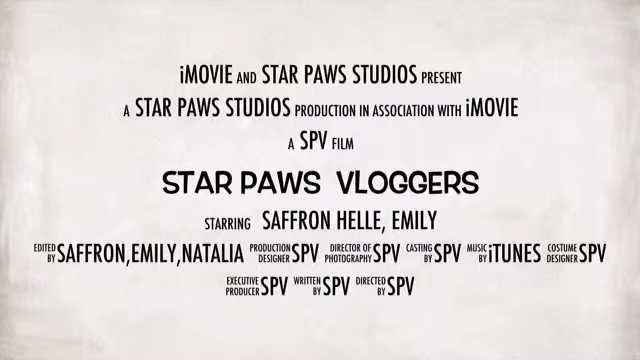 iMOVIE AND STAR PAWS STUDIOS PRESENT
A STAR PAWS STUDIOS PRODUCTION IN ASSOCIATION WITH iMOVIE
A SPV FILM
STAR PAWS VLOGGERS
STARRING SAFFRON HELLE, EMILY
EDITED BY SAFFRON,EMILY,NATALIA PRODUCTION DESIGNER SPV DIRECTOR OF PHOTOGRAPHY SPV CASTING BY SPV MUSIC BY iTUNES COSTUME DESIGNER SPV
EXECUTIVE PRODUCER SPV WRITTEN BY SPV DIRECTED BY SPV